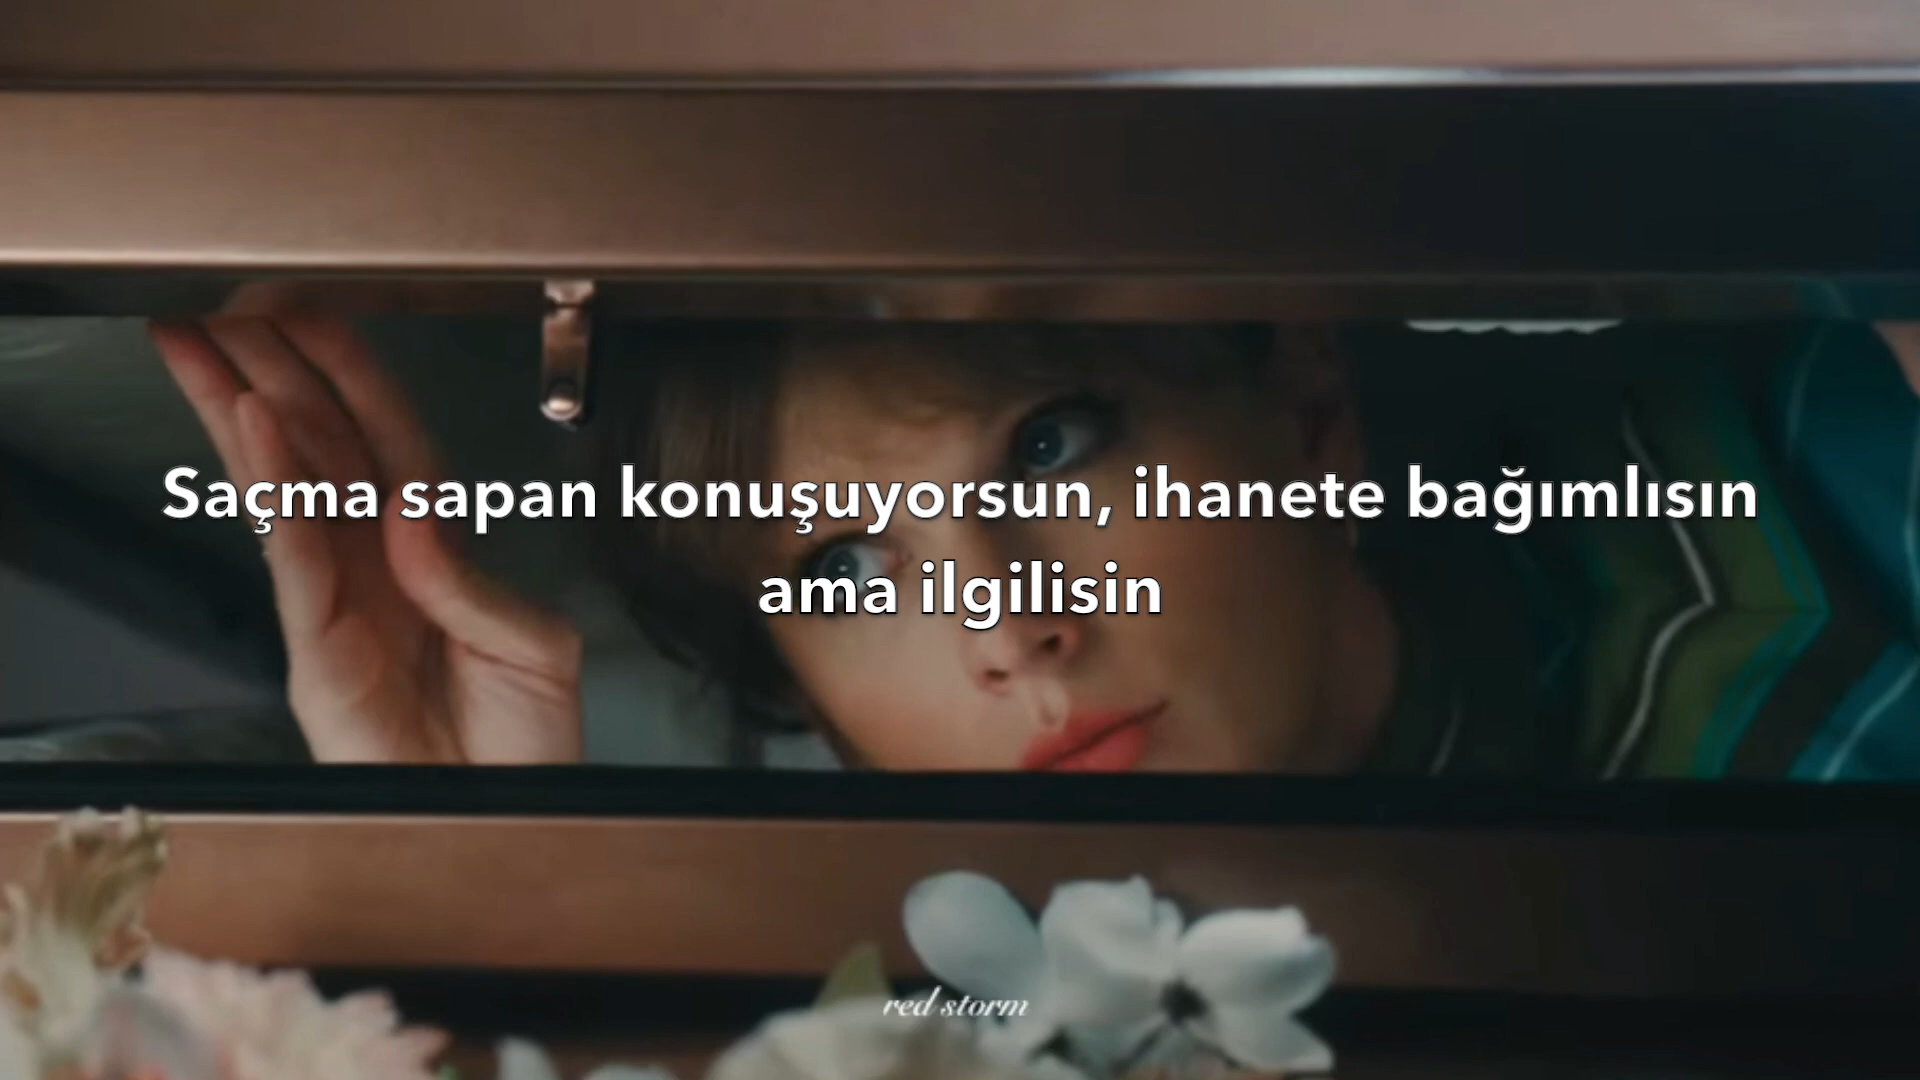 Saçma sapan konuşuyorsun, ihanete bağımlısın
ama ilgilisin
red storm